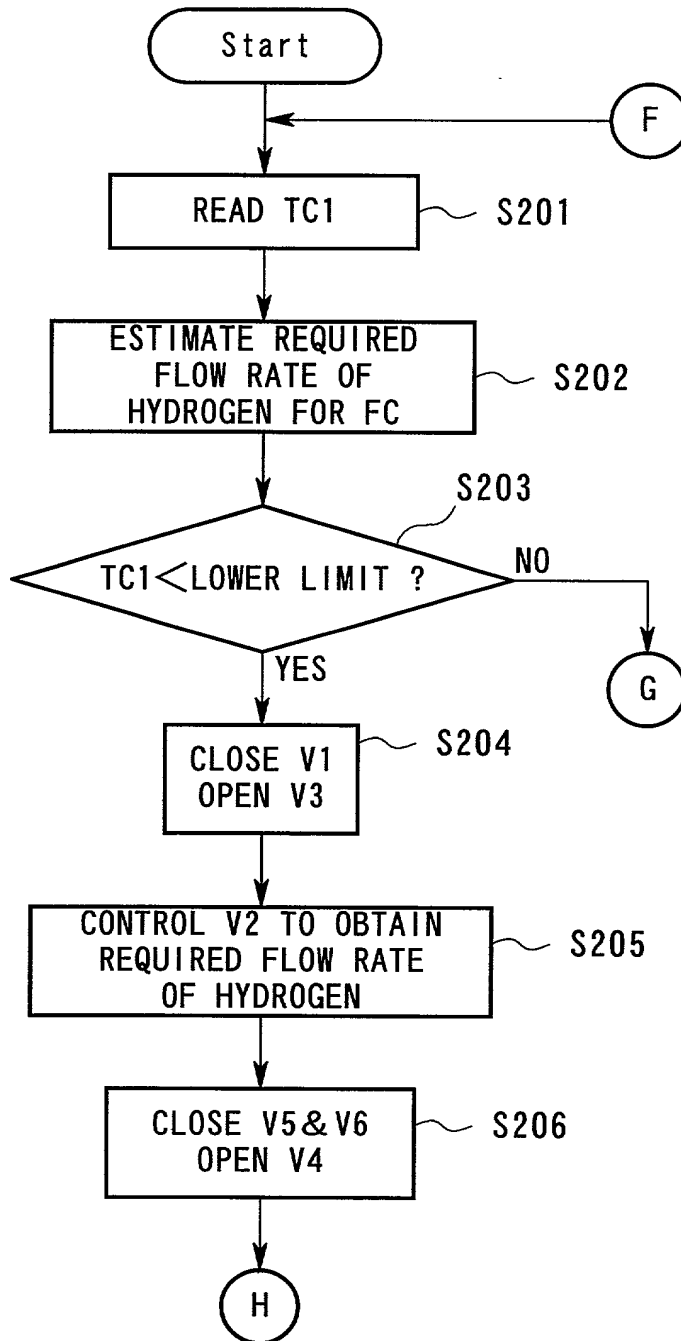 Start
F
READ TC1
S201
ESTIMATE REQUIRED
FLOW RATE OF
HYDROGEN FOR FC
S202
S203
TC1<LOWER LIMIT ?
NO
YES
G
CLOSE V1
OPEN V3
S204
CONTROL V2 TO OBTAIN
REQUIRED FLOW RATE
OF HYDROGEN
S205
CLOSE V5&V6
OPEN V4
S206
H